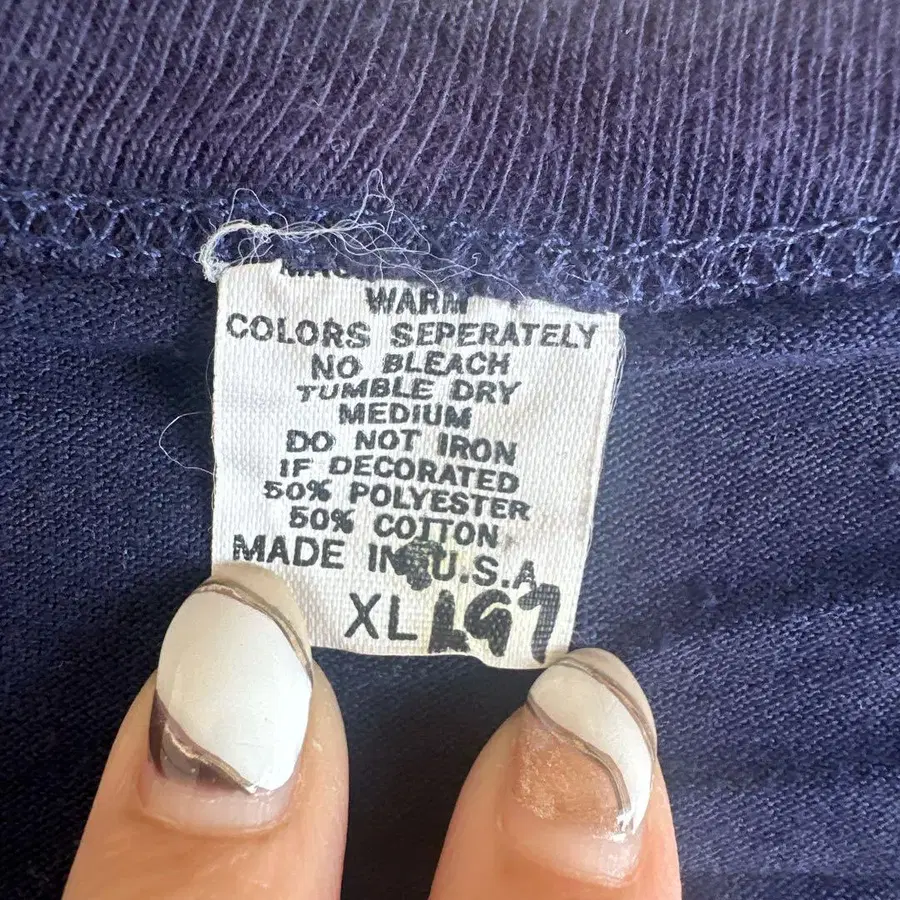 WARM
COLORS SEPERATELY
NO BLEACH
TUMBLE DRY
MEDIUM
DO NOT IRON
IF DECORATED
50% POLYESTER
50% COTTON
MADE IN U.S.A
XL